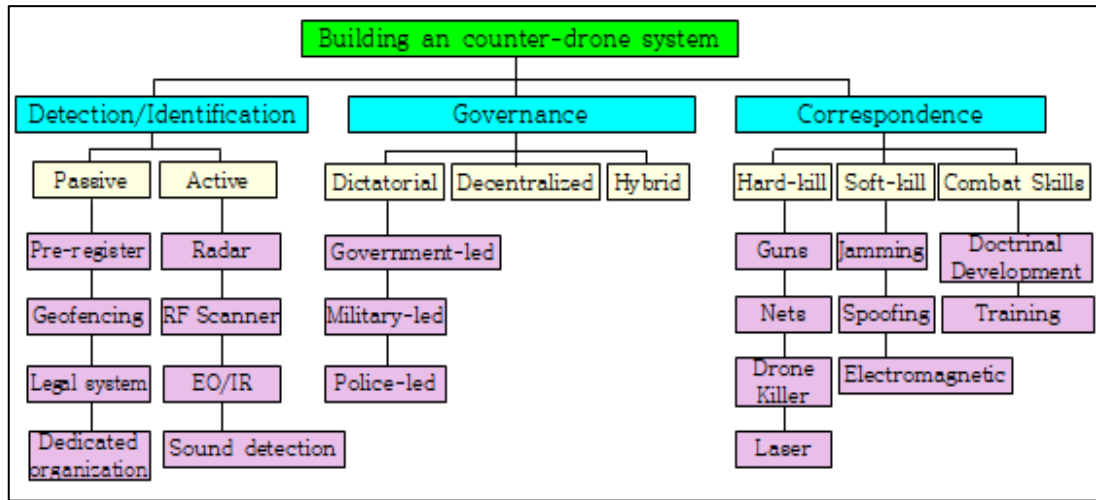 Building an counter-drone system
Detection/Identification
Governance
Correspondence
Passive
Active
Dictatorial
Decentralized
Hybrid
Hard-kill
Soft-kill
Combat Skills
Pre-register
Radar
Government-led
Guns
Jamming
Doctrinal
Development
Geofencing
RF Scanner
Military-led
Nets
Spoofing
Training
Legal system
EO/IR
Police-led
Drone
Killer
Electromagnetic
Dedicated
organization
Sound detection
Laser